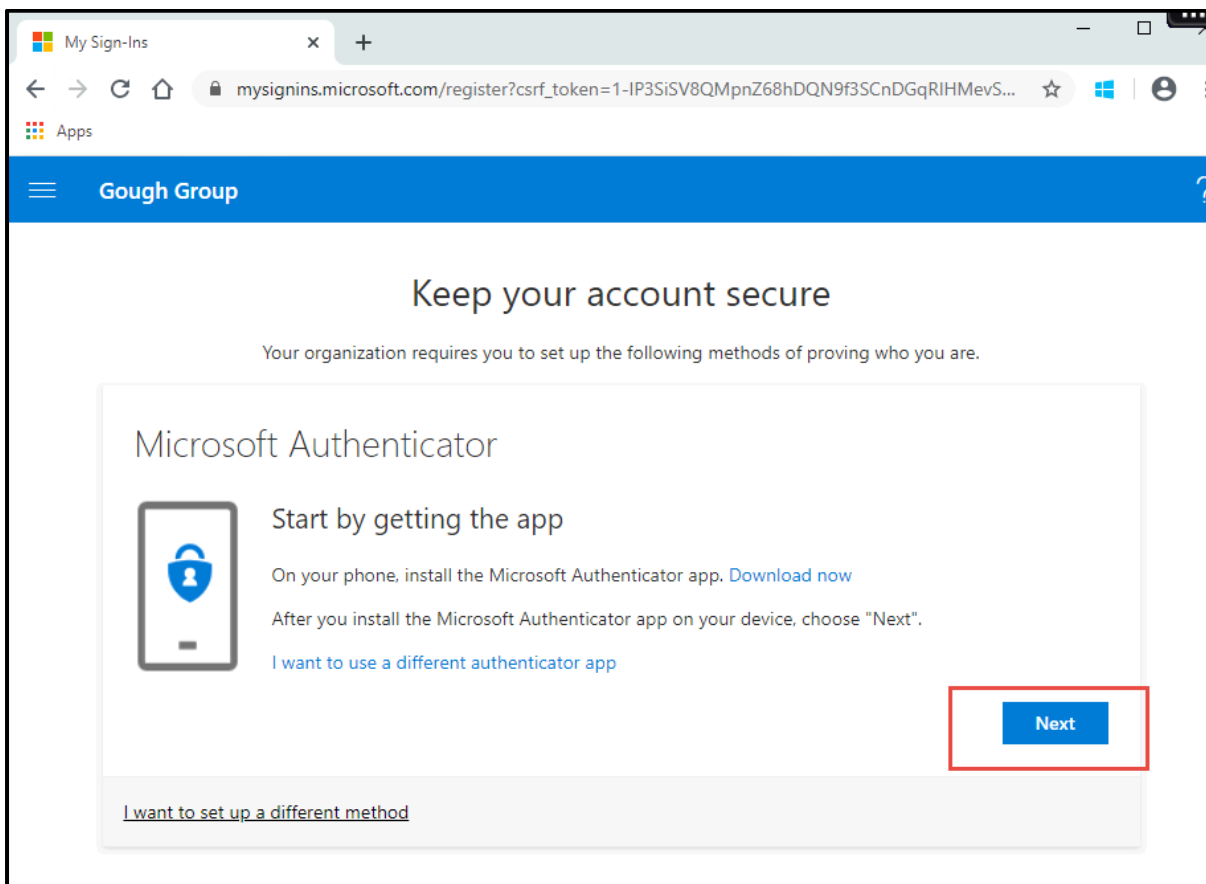 My Sign-Ins
mysignins.microsoft.com/register?csrf_token=1-IP3SiSV8QMpnZ68hDQN9f3SCnDGqRIHMevS...
Apps
Gough Group
Keep your account secure
Your organization requires you to set up the following methods of proving who you are.
Microsoft Authenticator
Start by getting the app
On your phone, install the Microsoft Authenticator app. Download now
After you install the Microsoft Authenticator app on your device, choose "Next".
I want to use a different authenticator app
Next
I want to set up a different method